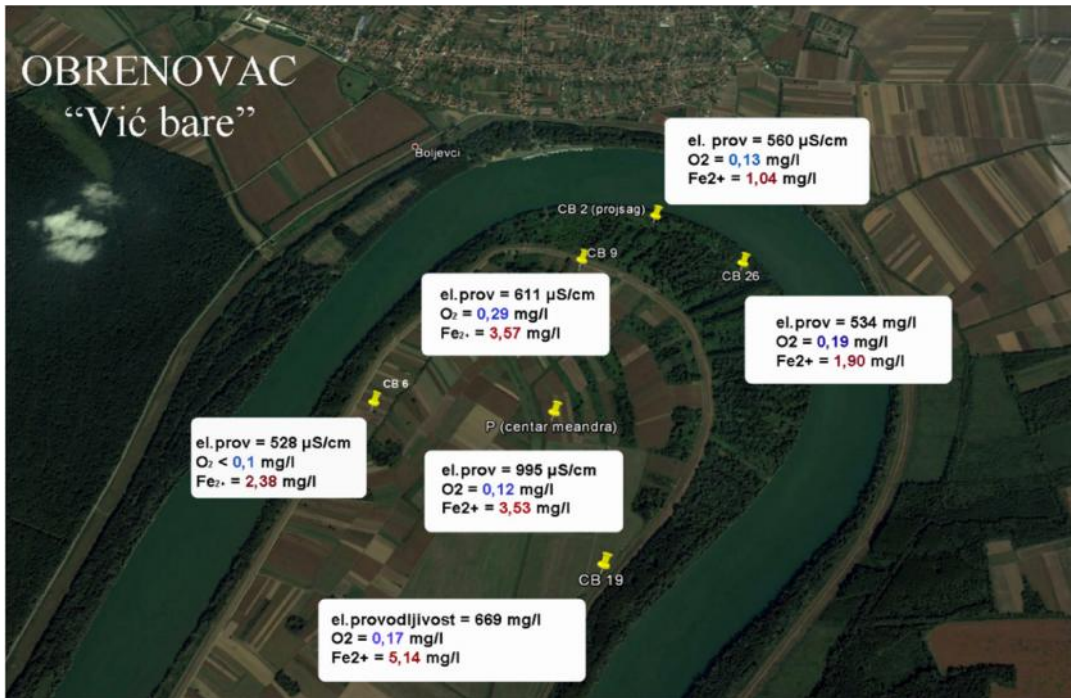 OBRENOVAC
“Vić bare”
Boljevci
el. prov = 560 µS/cm
O2 = 0,13 mg/l
Fe2+ = 1,04 mg/l
CB 2 (projsag)
CB 9
CB 26
el.prov = 611 µS/cm
O₂ = 0,29 mg/l
Fe₂₊ = 3,57 mg/l
el.prov = 534 mg/l
O2 = 0,19 mg/l
Fe2+ = 1,90 mg/l
CB 6
P (centar meandra)
el.prov = 528 µS/cm
O₂ < 0,1 mg/l
Fe₂₊ = 2,38 mg/l
el.prov = 995 µS/cm
O2 = 0,12 mg/l
Fe2+ = 3,53 mg/l
CB 19
el.provodljivost = 669 mg/l
O2 = 0,17 mg/l
Fe2+ = 5,14 mg/l